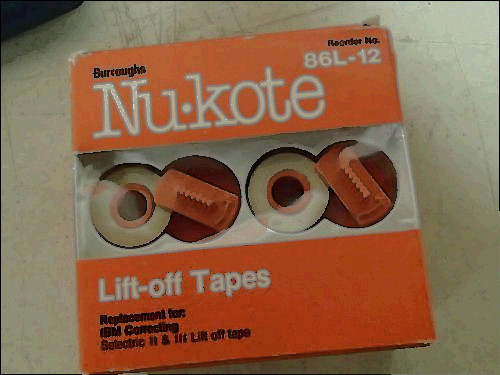 Burroughs
Reorder No.
86L-12
Nu·kote
Lift-off Tapes
Replacement for:
IBM Correcting
Selectric II & III Lift off tape